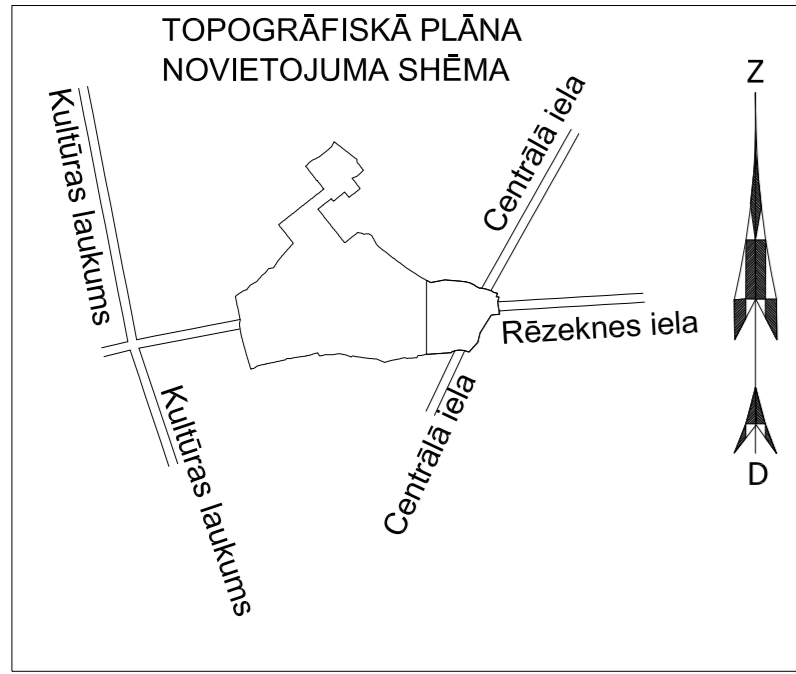 TOPOGRĀFISKĀ PLĀNA
NOVIETOJUMA SHĒMA
Z
Kultūras laukums
Centrālā iela
Rēzeknes iela
Kultūras laukums
Centrālā iela
D